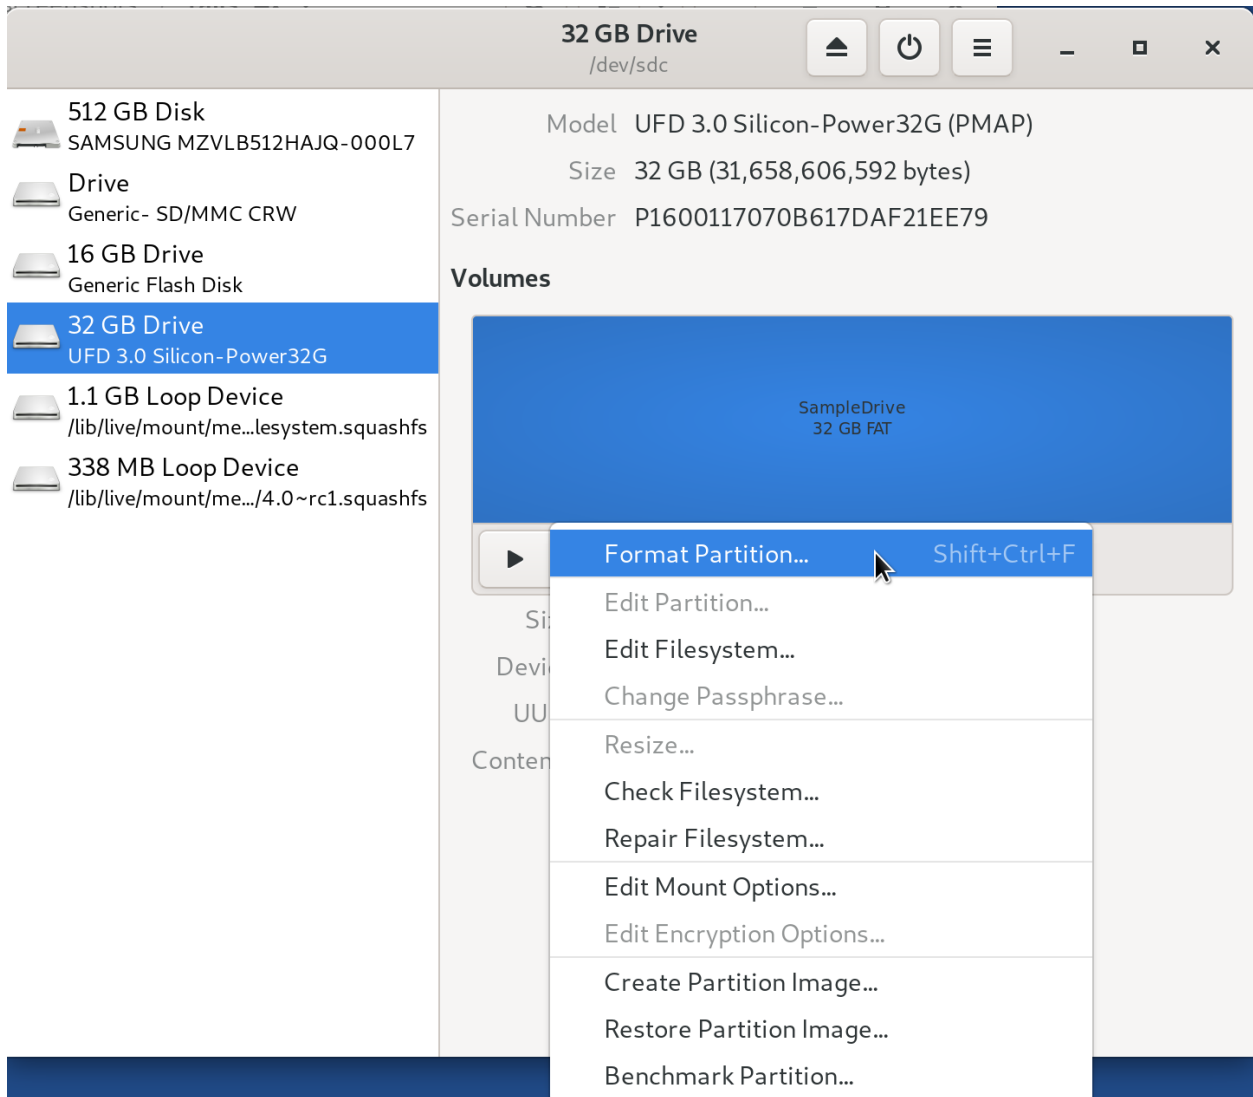 32 GB Drive
/dev/sdc
512 GB Disk
SAMSUNG MZVLB512HAJQ-000L7
Drive
Generic- SD/MMC CRW
16 GB Drive
Generic Flash Disk
32 GB Drive
UFD 3.0 Silicon-Power32G
1.1 GB Loop Device
/lib/live/mount/me...lesystem.squashfs
338 MB Loop Device
/lib/live/mount/me.../4.0~rc1.squashfs
Model UFD 3.0 Silicon-Power32G (PMAP)
Size 32 GB (31,658,606,592 bytes)
Serial Number P1600117070B617DAF21EE79
Volumes
SampleDrive
32 GB FAT
Format Partition... Shift+Ctrl+F
Edit Partition...
Edit Filesystem...
Change Passphrase...
Resize...
Check Filesystem...
Repair Filesystem...
Edit Mount Options...
Edit Encryption Options...
Create Partition Image...
Restore Partition Image...
Benchmark Partition...